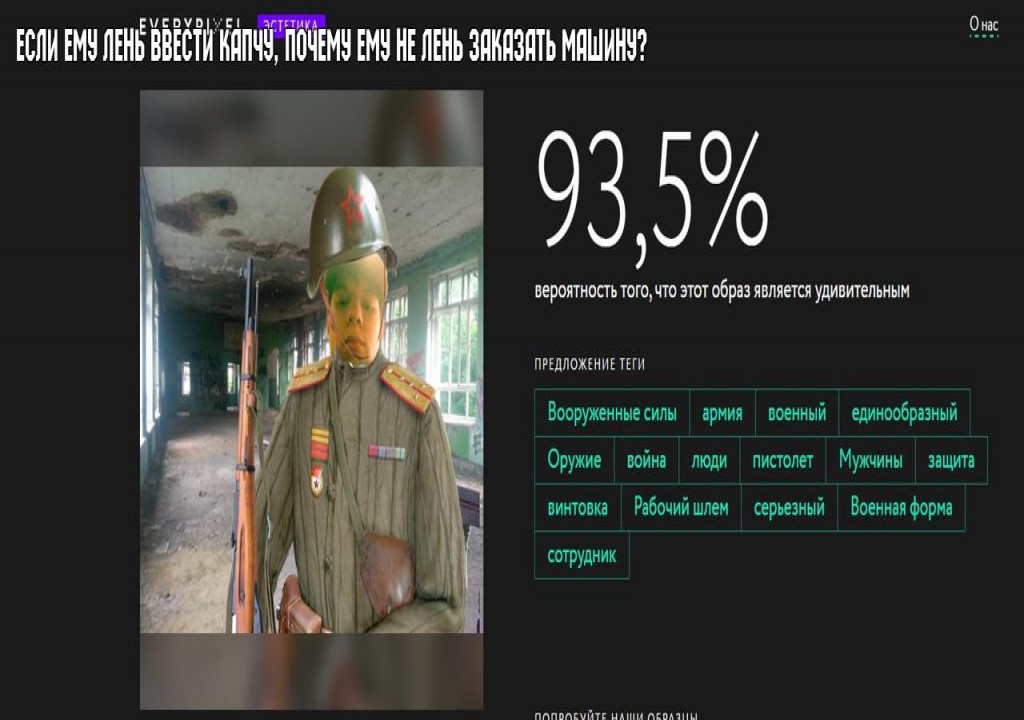 EVERYPIXEL ЭСТЕТИКА
О нас
ЕСЛИ ЕМУ ЛЕНЬ ВВЕСТИ КАПЧУ, ПОЧЕМУ ЕМУ НЕ ЛЕНЬ ЗАКАЗАТЬ МАШИНУ?
93,5%
вероятность того, что этот образ является удивительным
ПРЕДЛОЖЕНИЕ ТЕГИ
Вооруженные силы армия военный единообразный
Оружие война люди пистолет Мужчины защита
винтовка Рабочий шлем серьезный Военная форма
сотрудник
ПОПРОБУЙТЕ НАШИ ОБРАЗЦЫ